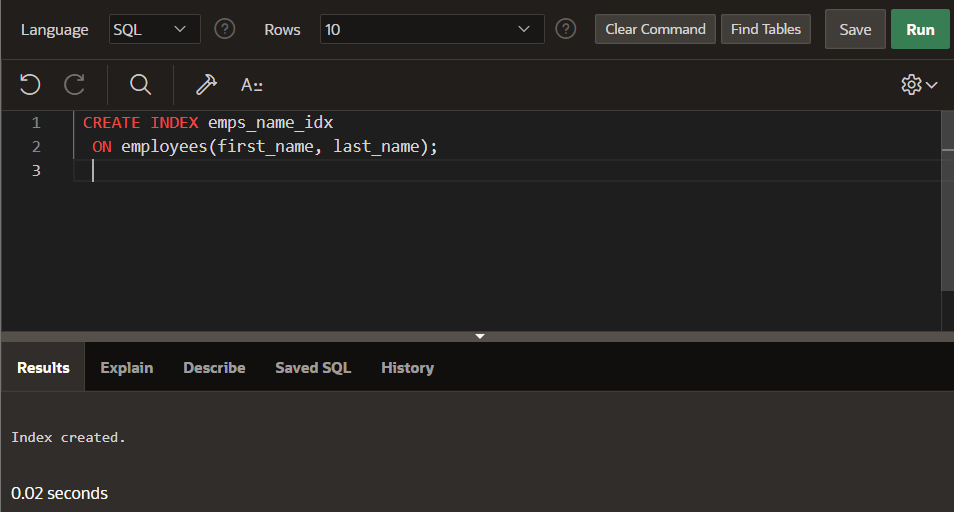 Language SQL Rows 10 Clear Command Find Tables Save Run
A::
1 CREATE INDEX emps_name_idx
2 ON employees(first_name, last_name);
3
Results Explain Describe Saved SQL History
Index created.
0.02 seconds